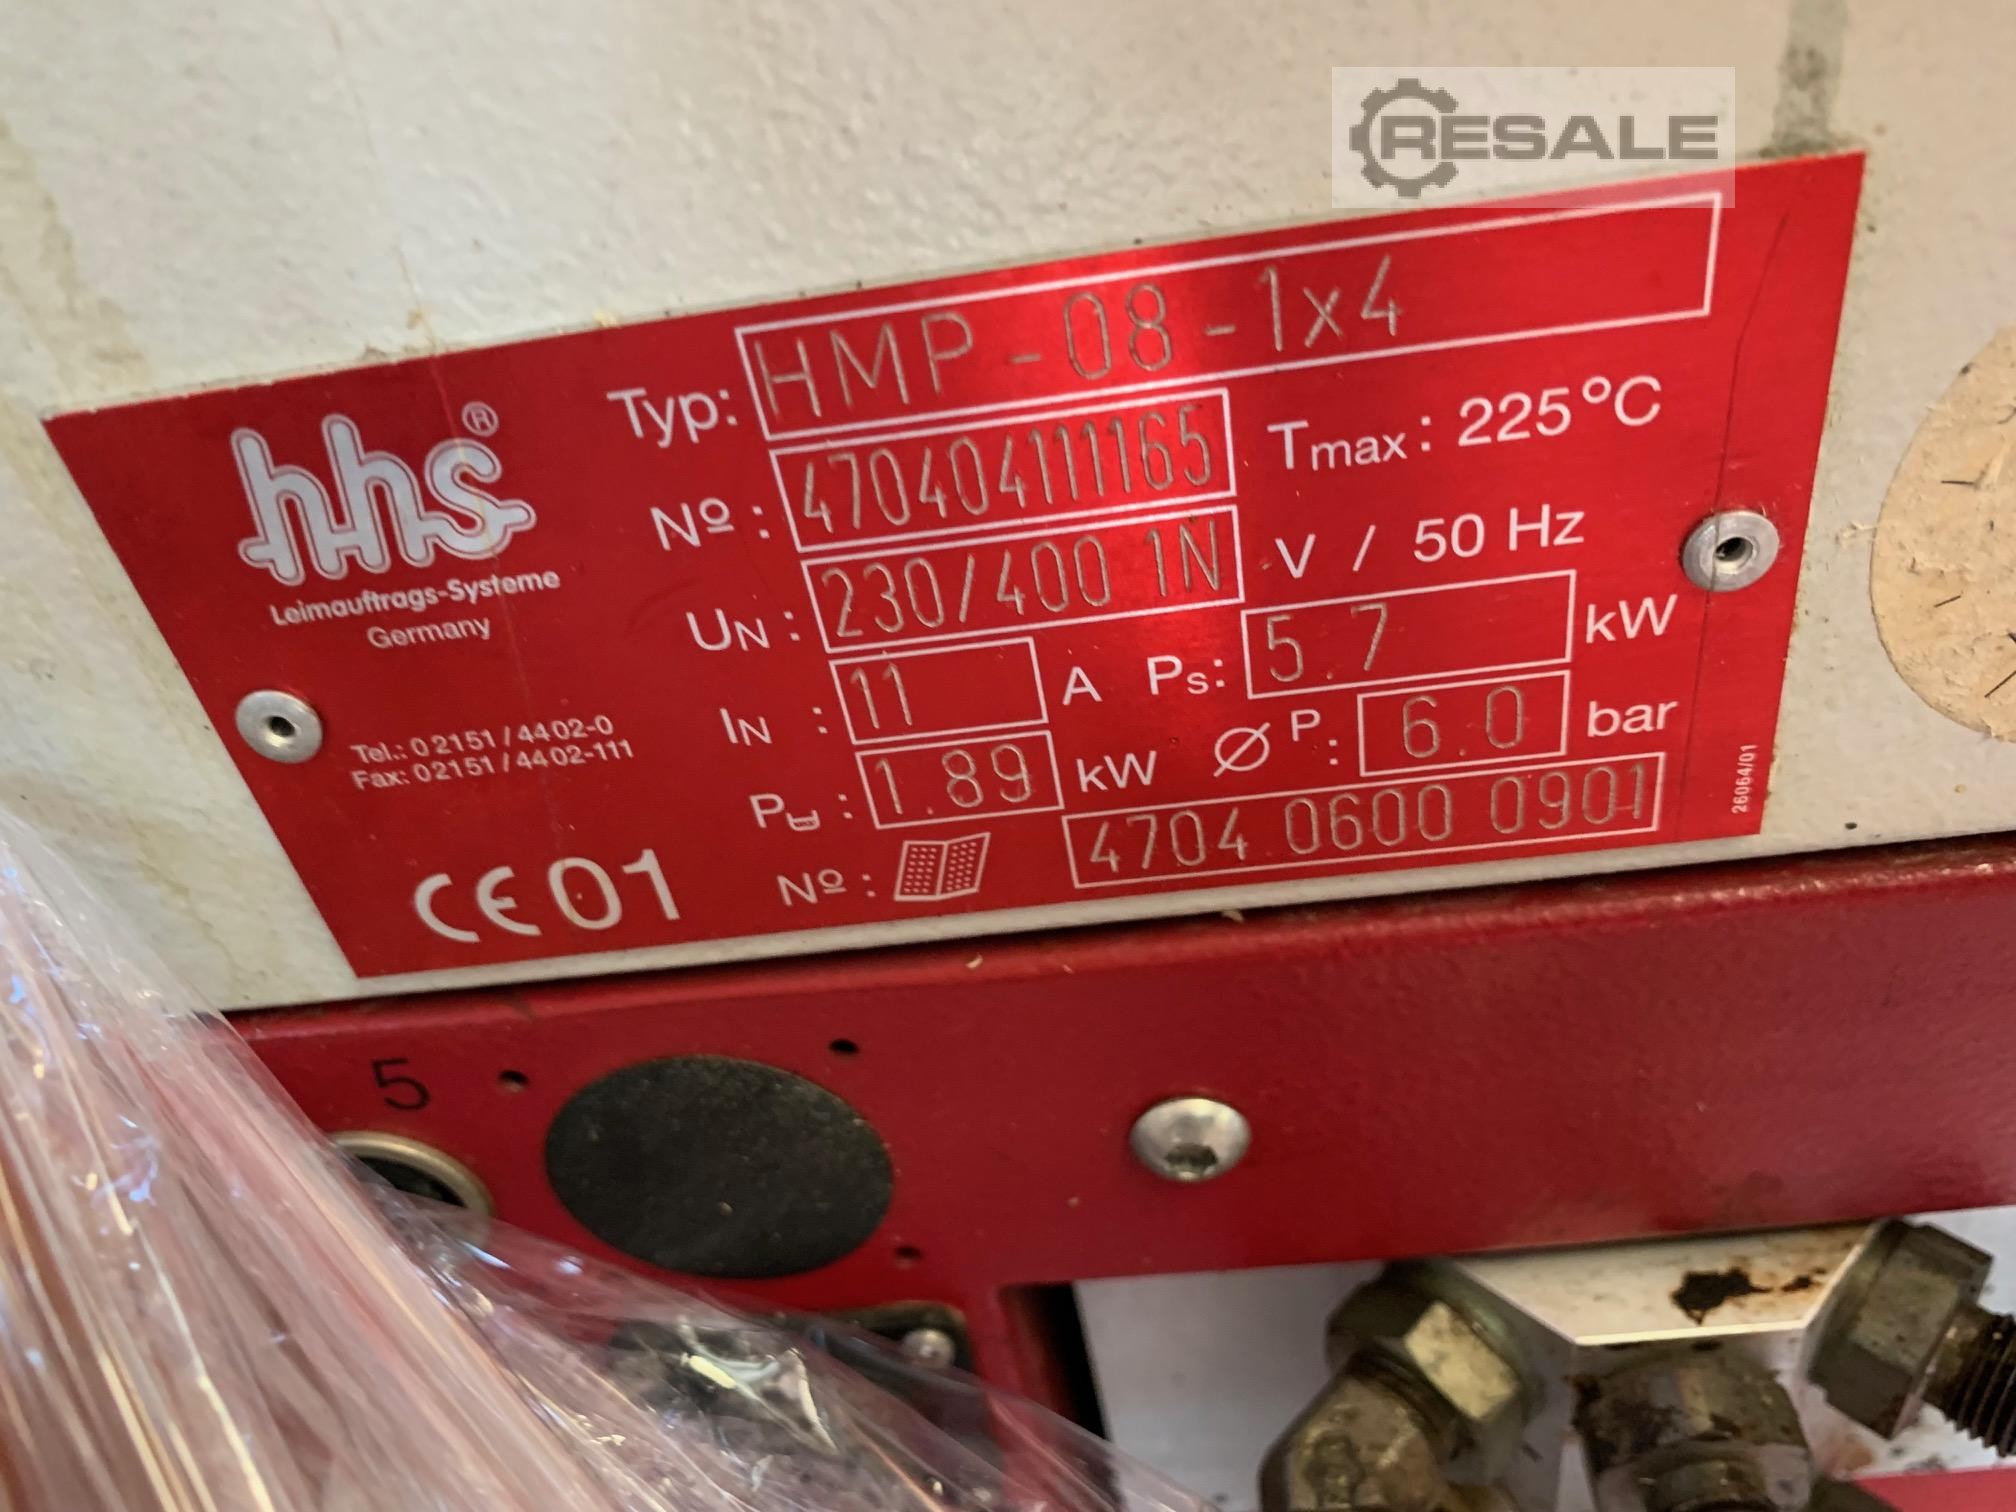 RESALE
Typ: HMP-08-1x4
hhs®
Leimauftrags-Systeme
Germany
Nº: 470404111165 Tmax: 225°C
UN: 230/400 1N V / 50 Hz
IN: 11 A Ps: 5.7 kW
P: 1.89 kW Ø P: 6.0 bar
Nº: 4704 0600 0901
Tel.: 02151/4402-0
Fax: 02151/4402-111
CE 01
26064/01
5